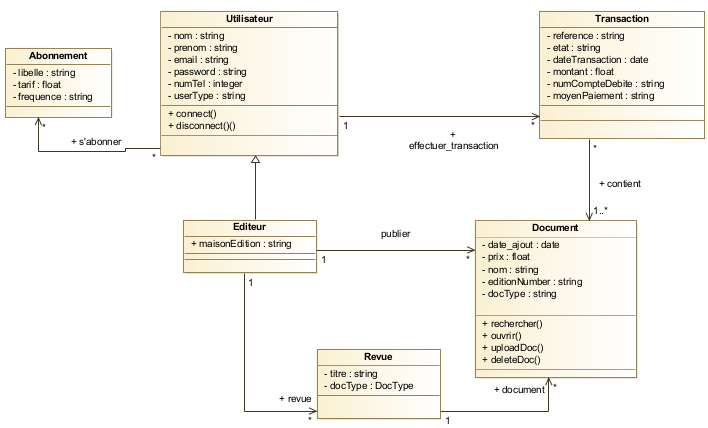 Utilisateur
- nom : string
- prenom : string
- email : string
- password : string
- numTel : integer
- userType : string
+ connect()
+ disconnect()()
Transaction
- reference : string
- etat : string
- dateTransaction : date
- montant : float
- numCompteDebite : string
- moyenPaiement : string
Abonnement
- libelle : string
- tarif : float
- frequence : string
*
+ s'abonner
*
1
+
effectuer_transaction
*
*
+ contient
1..*
Editeur
+ maisonEdition : string
1
publier
*
1
Document
- date_ajout : date
- prix : float
- nom : string
- editionNumber : string
- docType : string
+ rechercher()
+ ouvrir()
+ uploadDoc()
+ deleteDoc()
Revue
- titre : string
- docType : DocType
+ revue
*
1
+ document
*